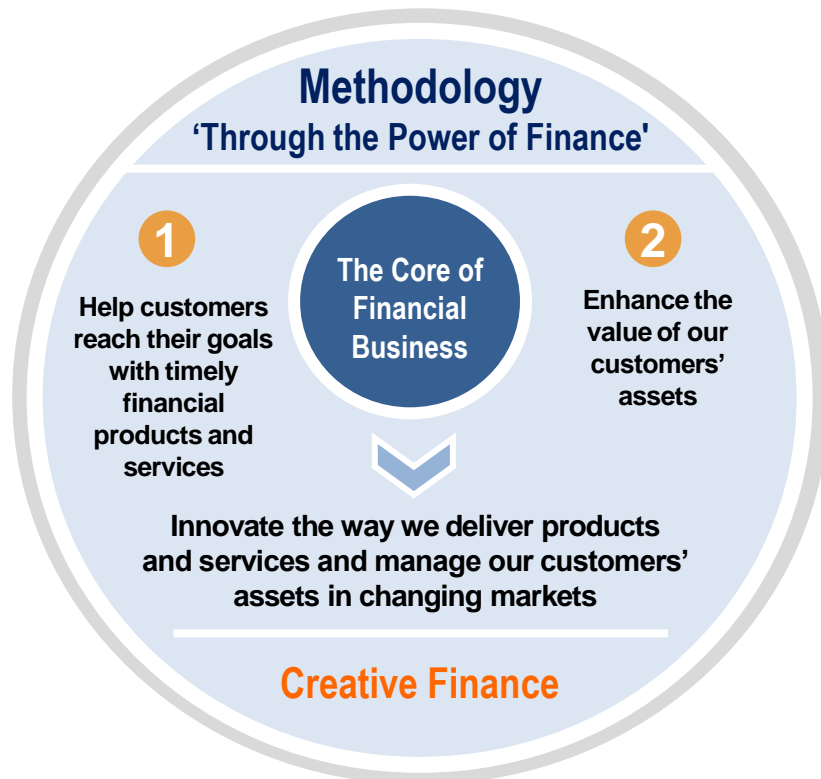 Methodology
‘Through the Power of Finance'
1
Help customers
reach their goals
with timely
financial
products and
services
The Core of
Financial
Business
2
Enhance the
value of our
customers’
assets
Innovate the way we deliver products
and services and manage our customers’
assets in changing markets
Creative Finance